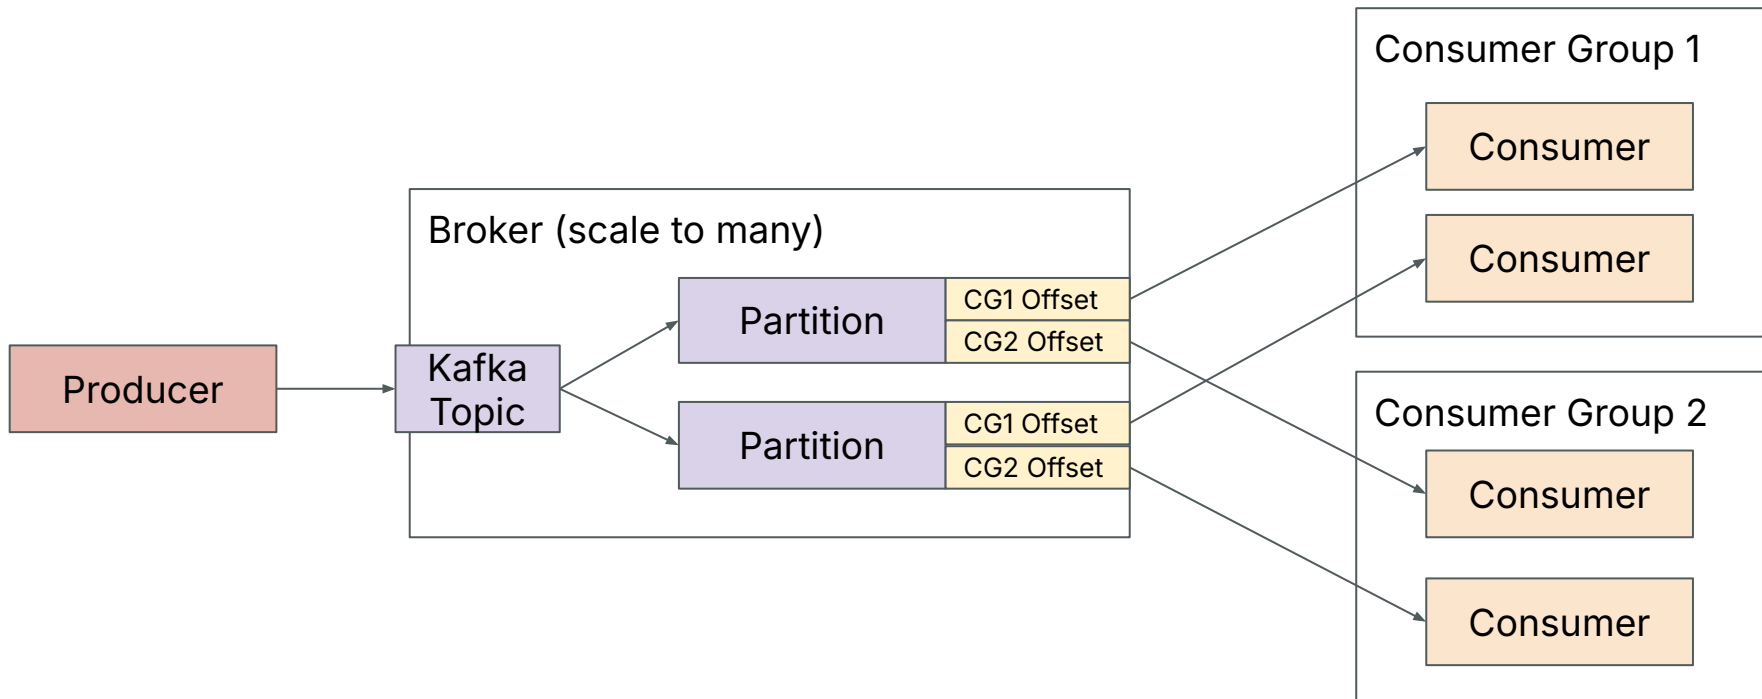 Consumer Group 1
Consumer
Consumer
Broker (scale to many)
Partition
CG1 Offset
CG2 Offset
Producer
Kafka
Topic
Partition
CG1 Offset
CG2 Offset
Consumer Group 2
Consumer
Consumer